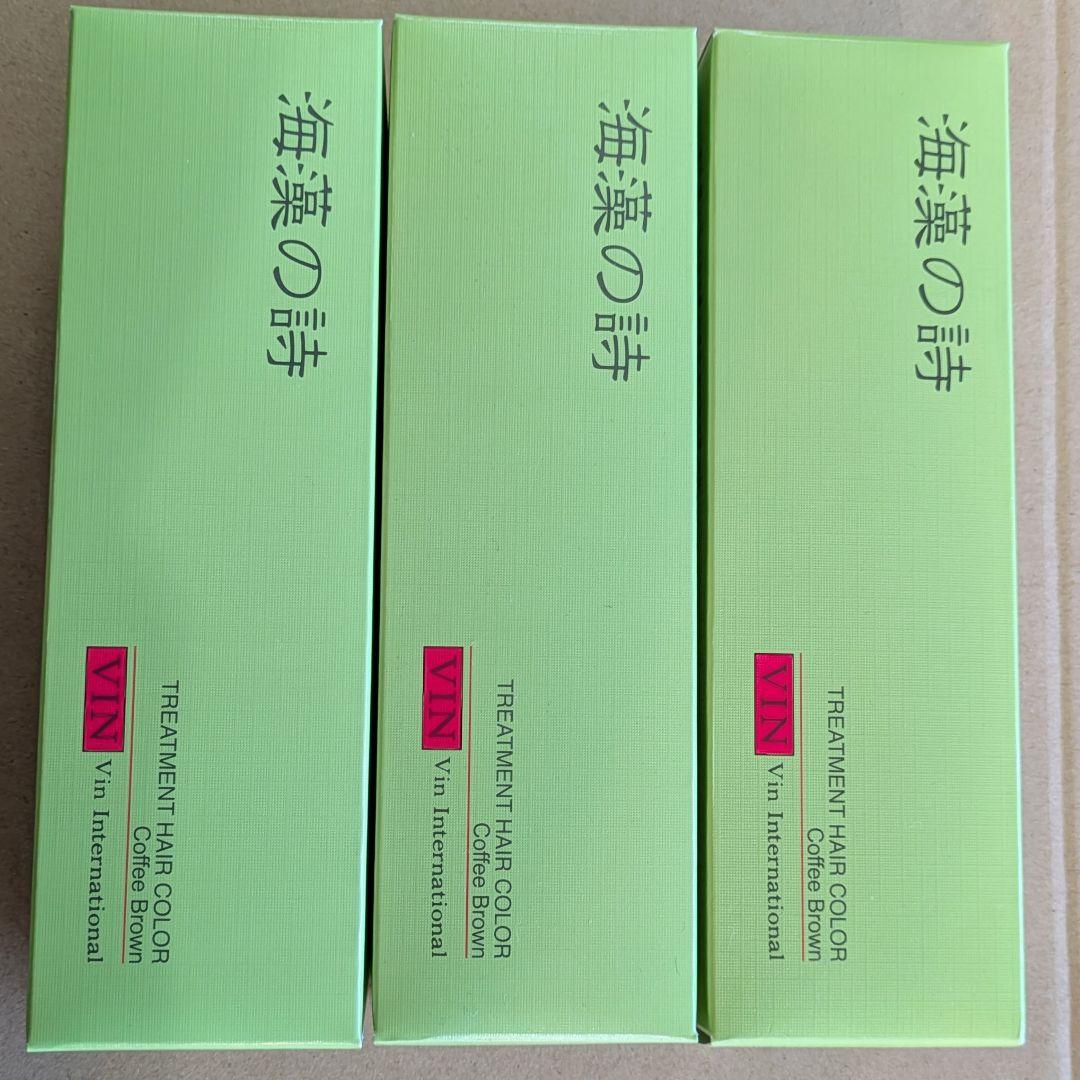 海藻の詩
TREATMENT HAIR COLOR
Coffee Brown
VIN Vin International
海藻の詩
TREATMENT HAIR COLOR
Coffee Brown
VIN Vin International
海藻の詩
TREATMENT HAIR COLOR
Coffee Brown
VIN Vin International